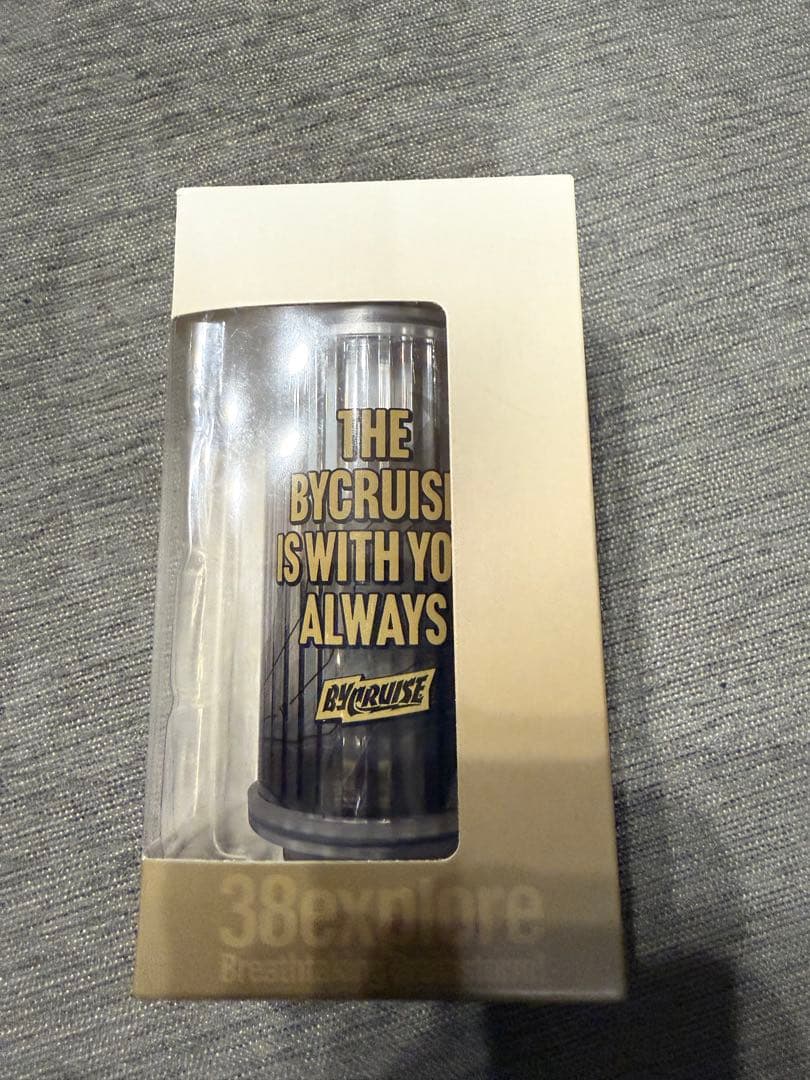 THE
BYCRUIS
IS WITH YO
ALWAYS
BYCRUISE
38explore